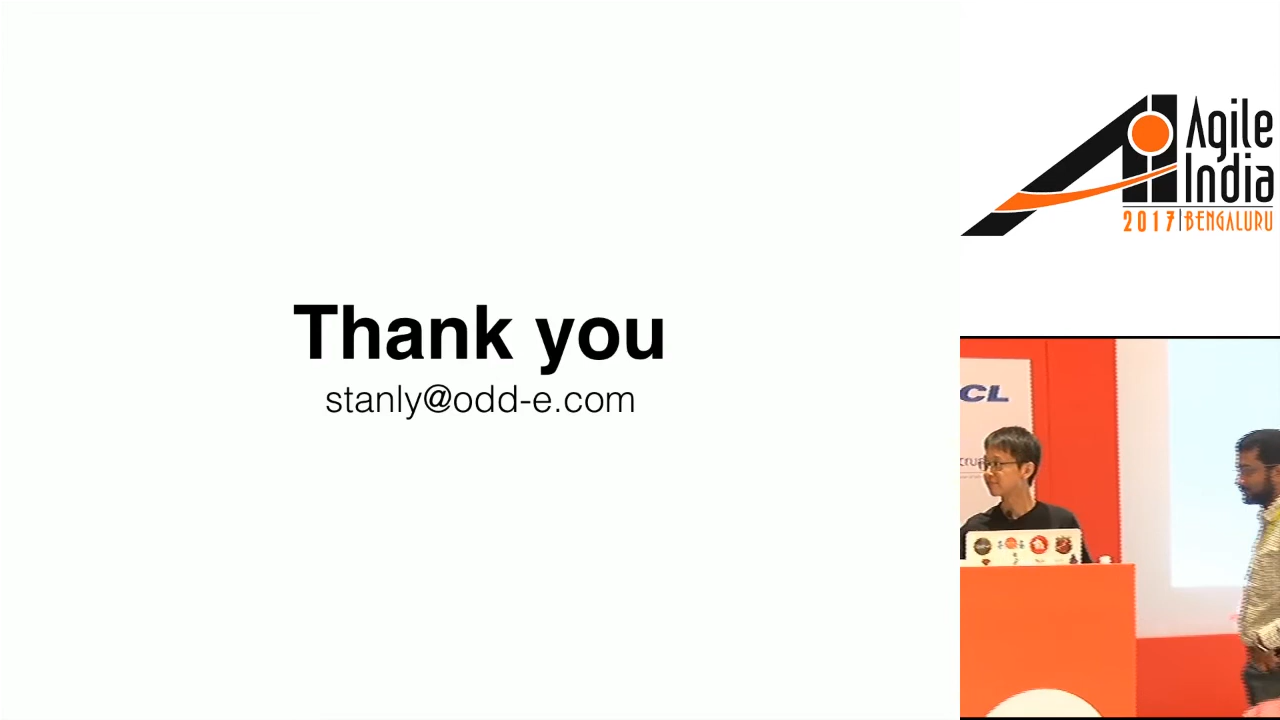 Thank you
stanly@odd-e.com
Agile
India
2017 | BENGALURU
CL